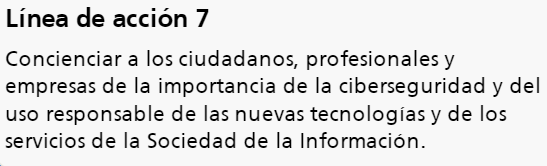 Línea de acción 7
Concienciar a los ciudadanos, profesionales y
empresas de la importancia de la ciberseguridad y del
uso responsable de las nuevas tecnologías y de los
servicios de la Sociedad de la Información.